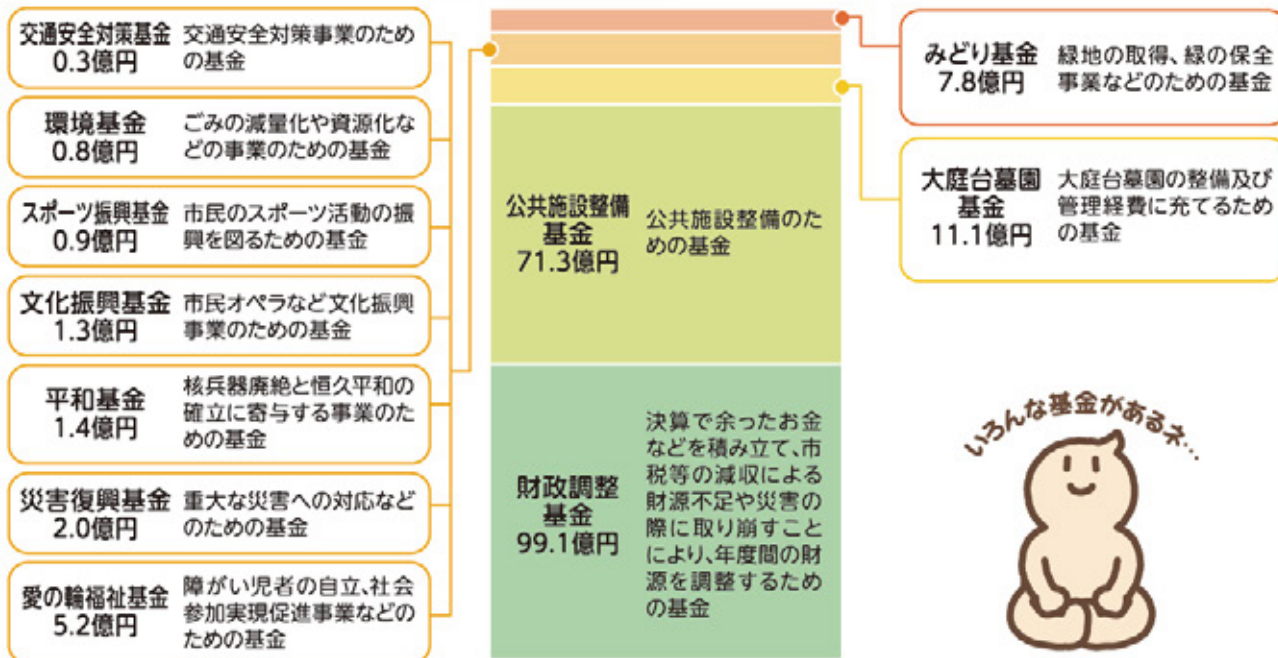 交通安全対策基金
0.3億円
交通安全対策事業のため
の基金
環境基金
0.8億円
ごみの減量化や資源化な
どの事業のための基金
スポーツ振興基金
0.9億円
市民のスポーツ活動の振
興を図るための基金
文化振興基金
1.3億円
市民オペラなど文化振興
事業のための基金
平和基金
1.4億円
核兵器廃絶と恒久平和の
確立に寄与する事業のた
めの基金
災害復興基金
2.0億円
重大な災害への対応など
のための基金
愛の輪福祉基金
5.2億円
障がい児者の自立、社会
参加実現促進事業などの
ための基金
公共施設整備
基金
71.3億円
公共施設整備のた
めの基金
財政調整
基金
99.1億円
決算で余ったお金
などを積み立て、市
税等の減収による
財源不足や災害の
際に取り崩すこと
により、年度間の財
源を調整するため
の基金
みどり基金
7.8億円
緑地の取得、緑の保全
事業などのための基金
大庭台墓園
基金
11.1億円
大庭台墓園の整備及び
管理経費に充てるため
の基金
いろんな基金があるネ…